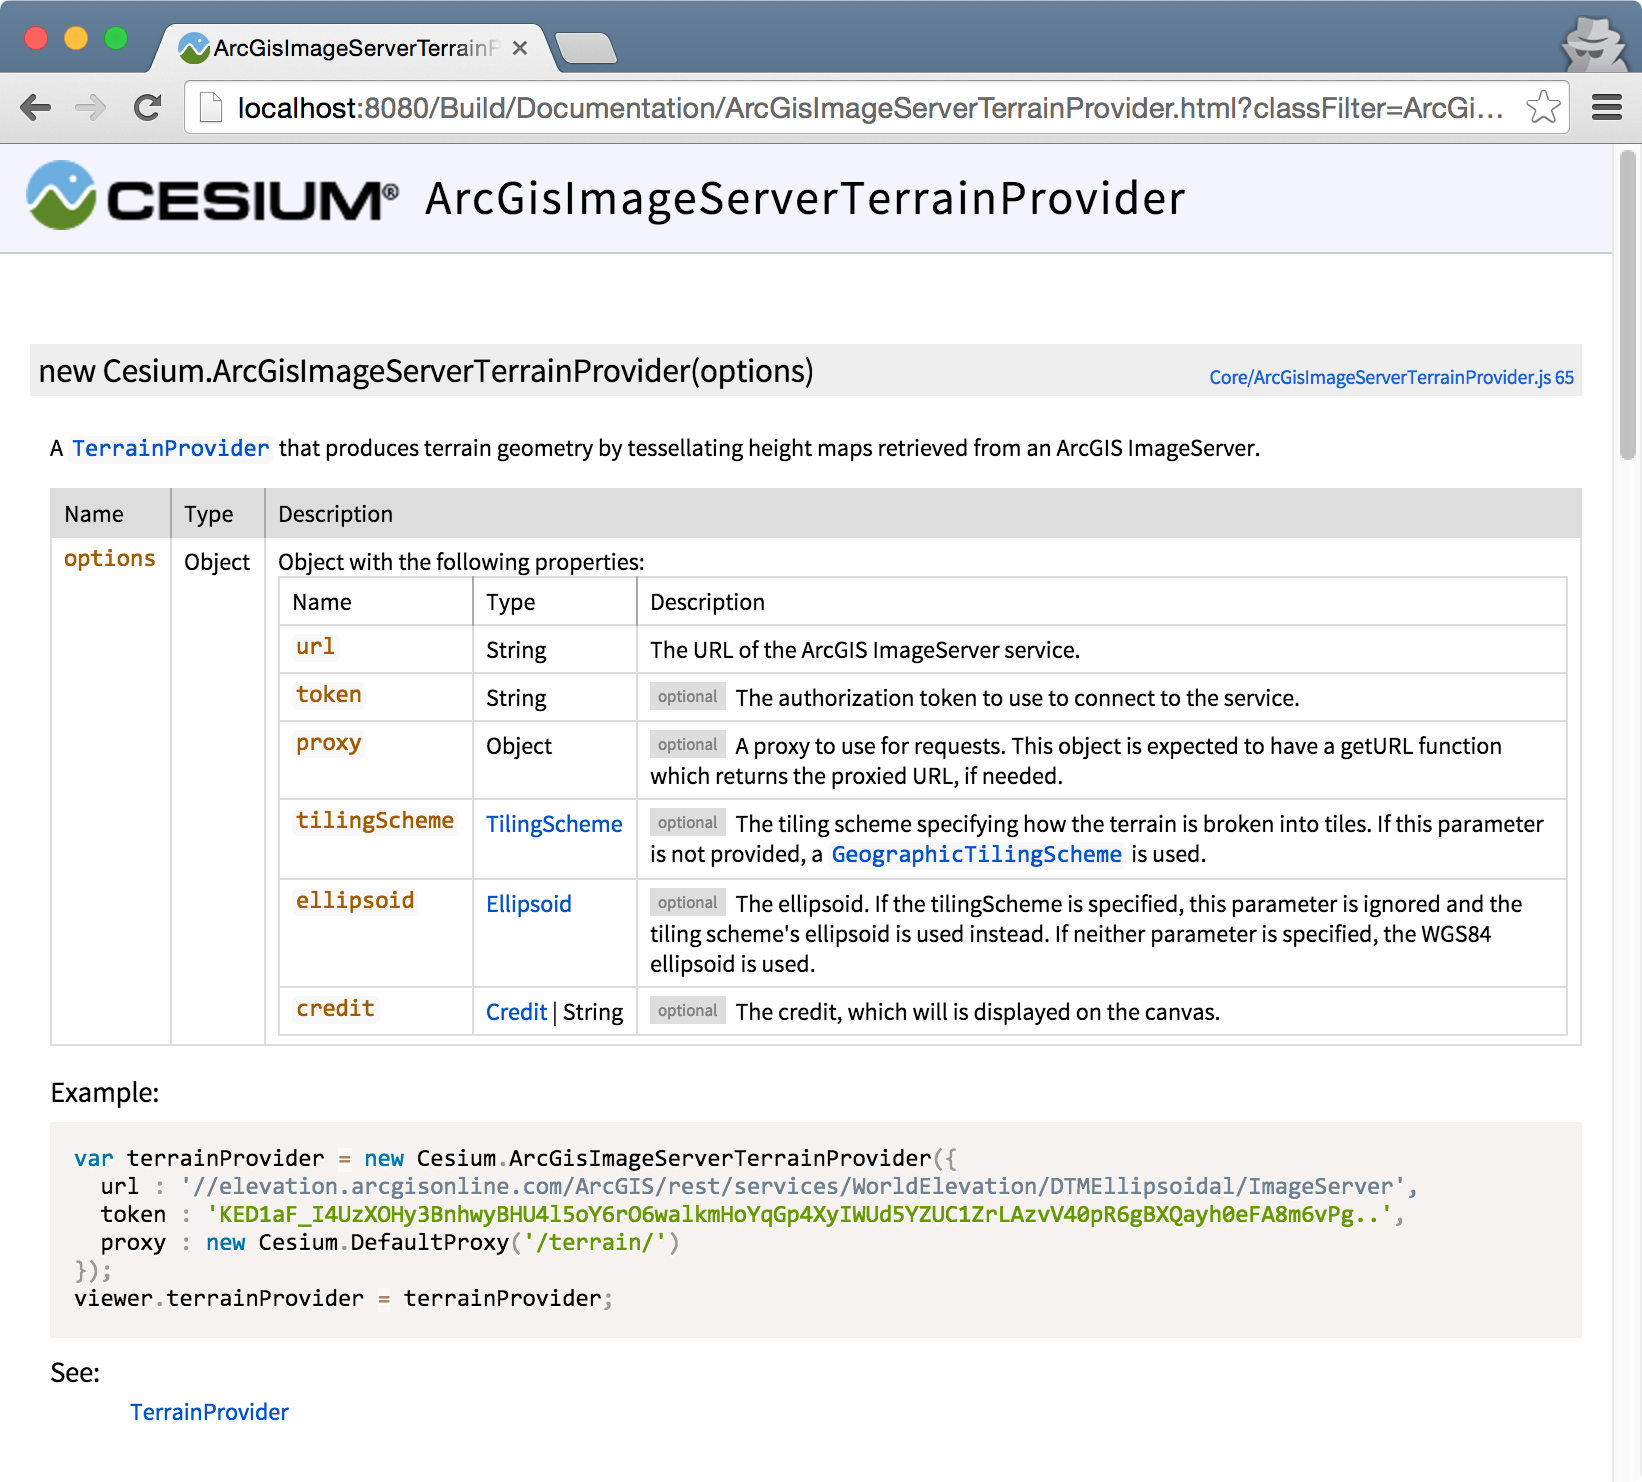 ArcGisImageServerTerrainP
localhost:8080/Build/Documentation/ArcGisImageServerTerrainProvider.html?classFilter=ArcGi...
CESIUM® ArcGisImageServerTerrainProvider
new Cesium.ArcGisImageServerTerrainProvider(options) Core/ArcGisImageServerTerrainProvider.js 65
A TerrainProvider that produces terrain geometry by tessellating height maps retrieved from an ArcGIS ImageServer.
Name Type Description
options Object Object with the following properties:
Name Type Description
url String The URL of the ArcGIS ImageServer service.
token String optional The authorization token to use to connect to the service.
proxy Object optional A proxy to use for requests. This object is expected to have a getURL function
which returns the proxied URL, if needed.
tilingScheme TilingScheme optional The tiling scheme specifying how the terrain is broken into tiles. If this parameter
is not provided, a GeographicTilingScheme is used.
ellipsoid Ellipsoid optional The ellipsoid. If the tilingScheme is specified, this parameter is ignored and the
tiling scheme's ellipsoid is used instead. If neither parameter is specified, the WGS84
ellipsoid is used.
credit Credit | String optional The credit, which will is displayed on the canvas.
Example:
var terrainProvider = new Cesium.ArcGisImageServerTerrainProvider({
url : '//elevation.arcgisonline.com/ArcGIS/rest/services/WorldElevation/DTMEllipsoidal/ImageServer',
token : 'KED1aF_I4UzXOHy3BnhwyBHU4l5oY6rO6walkmHoYqGp4XyIWUd5YZUC1ZrLAzvV40pR6gBXQayh0eFA8m6vPg..',
proxy : new Cesium.DefaultProxy('/terrain/')
});
viewer.terrainProvider = terrainProvider;
See:
TerrainProvider